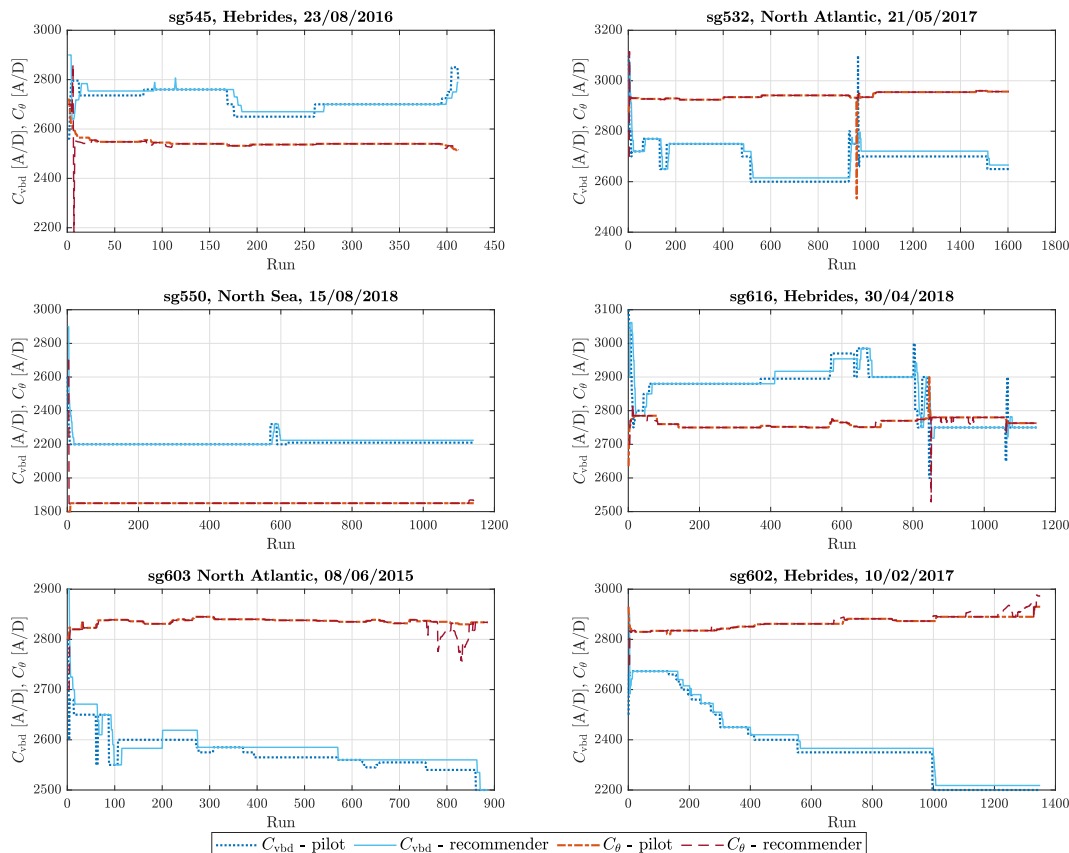 sg545, Hebrides, 23/08/2016
3000
2800
2600
2400
2200
C_vbd [A/D], C_θ [A/D]
0 50 100 150 200 250 300 350 400 450
Run
sg532, North Atlantic, 21/05/2017
3200
3000
2800
2600
2400
C_vbd [A/D], C_θ [A/D]
0 200 400 600 800 1000 1200 1400 1600 1800
Run
sg550, North Sea, 15/08/2018
3000
2800
2600
2400
2200
2000
1800
C_vbd [A/D], C_θ [A/D]
0 200 400 600 800 1000 1200
Run
sg616, Hebrides, 30/04/2018
3100
3000
2900
2800
2700
2600
2500
C_vbd [A/D], C_θ [A/D]
0 200 400 600 800 1000 1200
Run
sg603 North Atlantic, 08/06/2015
2900
2800
2700
2600
2500
C_vbd [A/D], C_θ [A/D]
0 100 200 300 400 500 600 700 800 900
Run
sg602, Hebrides, 10/02/2017
3000
2800
2600
2400
2200
C_vbd [A/D], C_θ [A/D]
0 200 400 600 800 1000 1200 1400
Run
C_vbd - pilot C_vbd - recommender C_θ - pilot C_θ - recommender